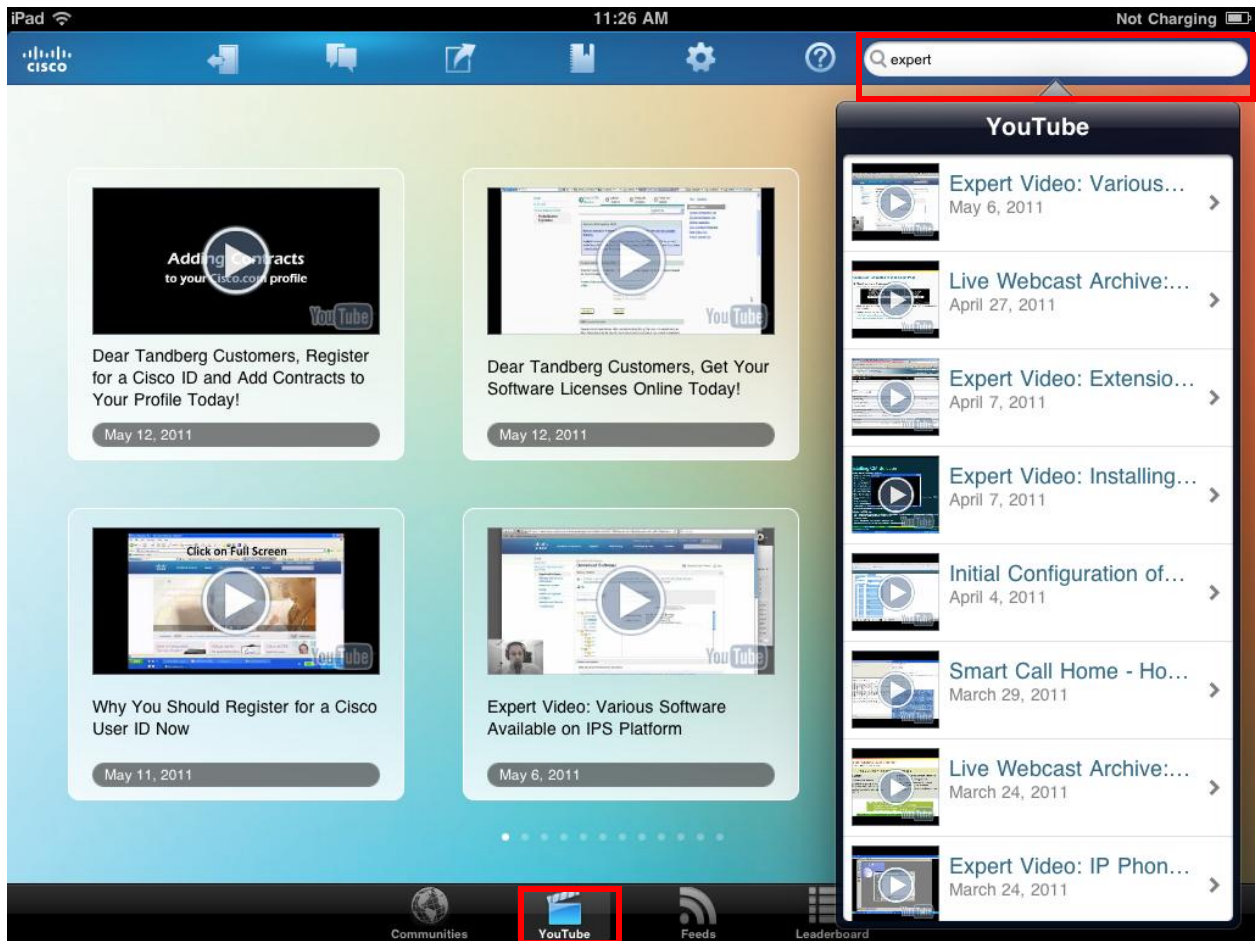 iPad
11:26 AM
Not Charging
CISCO
expert
YouTube
Expert Video: Various...
May 6, 2011
Live Webcast Archive:...
April 27, 2011
Expert Video: Extensio...
April 7, 2011
Expert Video: Installing...
April 7, 2011
Initial Configuration of...
April 4, 2011
Smart Call Home - Ho...
March 29, 2011
Live Webcast Archive:...
March 24, 2011
Expert Video: IP Phon...
March 24, 2011
Adding Contracts
to your Cisco.com profile
YouTube
Dear Tandberg Customers, Register
for a Cisco ID and Add Contracts to
Your Profile Today!
May 12, 2011
YouTube
Dear Tandberg Customers, Get Your
Software Licenses Online Today!
May 12, 2011
Click on Full Screen
YouTube
Why You Should Register for a Cisco
User ID Now
May 11, 2011
YouTube
Expert Video: Various Software
Available on IPS Platform
May 6, 2011
Communities
YouTube
Feeds
Leaderboard